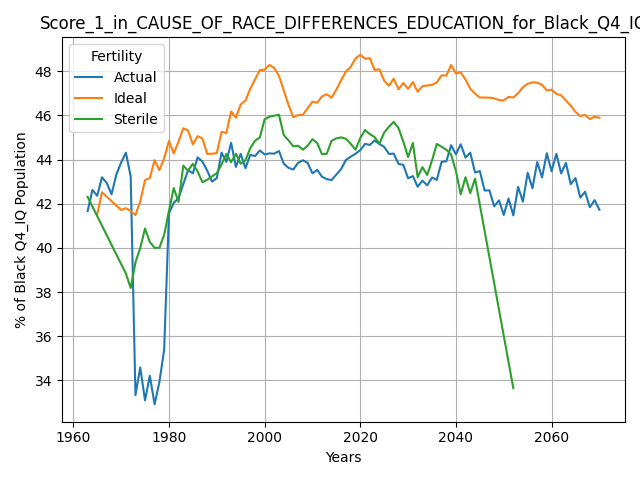 Score_1_in_CAUSE_OF_RACE_DIFFERENCES_EDUCATION_for_Black_Q4_IQ
Fertility
Actual
Ideal
Sterile
% of Black Q4_IQ Population
48
46
44
42
40
38
36
34
1960 1980 2000 2020 2040 2060
Years